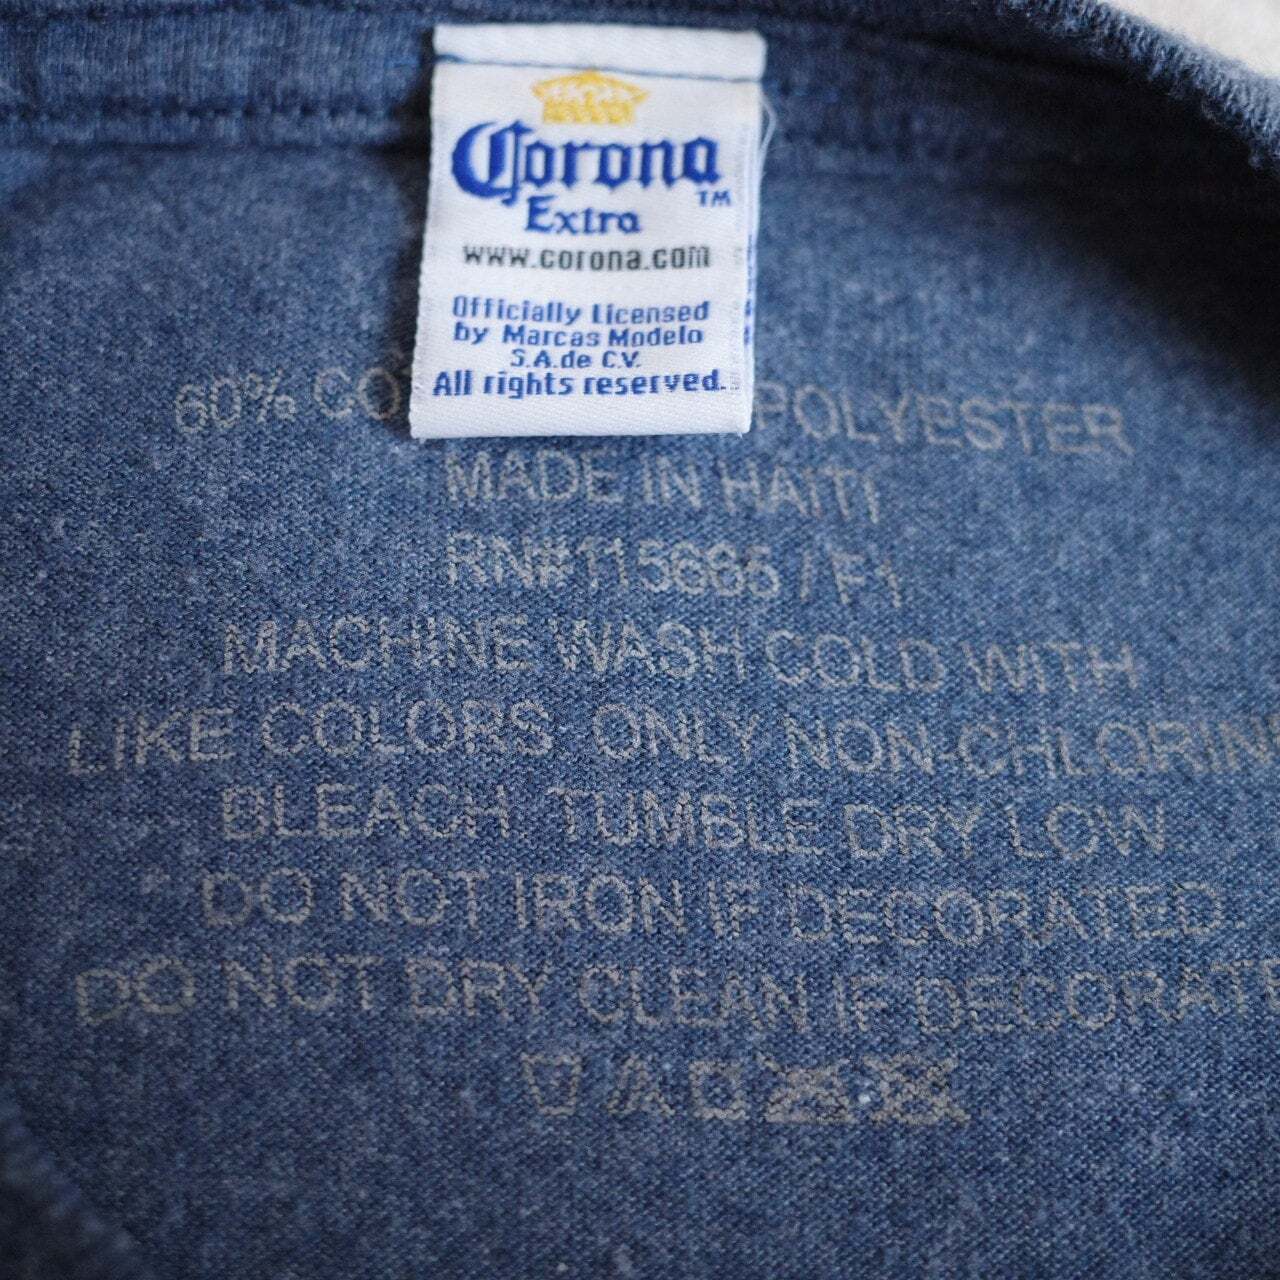 Corona
TM
Extra
www.corona.com
Officially Licensed
by Marcas Modelo
S.A.de C.V.
All rights reserved.
60% CO POLYESTER
MADE IN HAITI
RN#115665 / F1
MACHINE WASH COLD WITH
LIKE COLORS. ONLY NON-CHLORIN
BLEACH. TUMBLE DRY LOW
DO NOT IRON IF DECORATED
DO NOT DRY CLEAN IF DECORATE